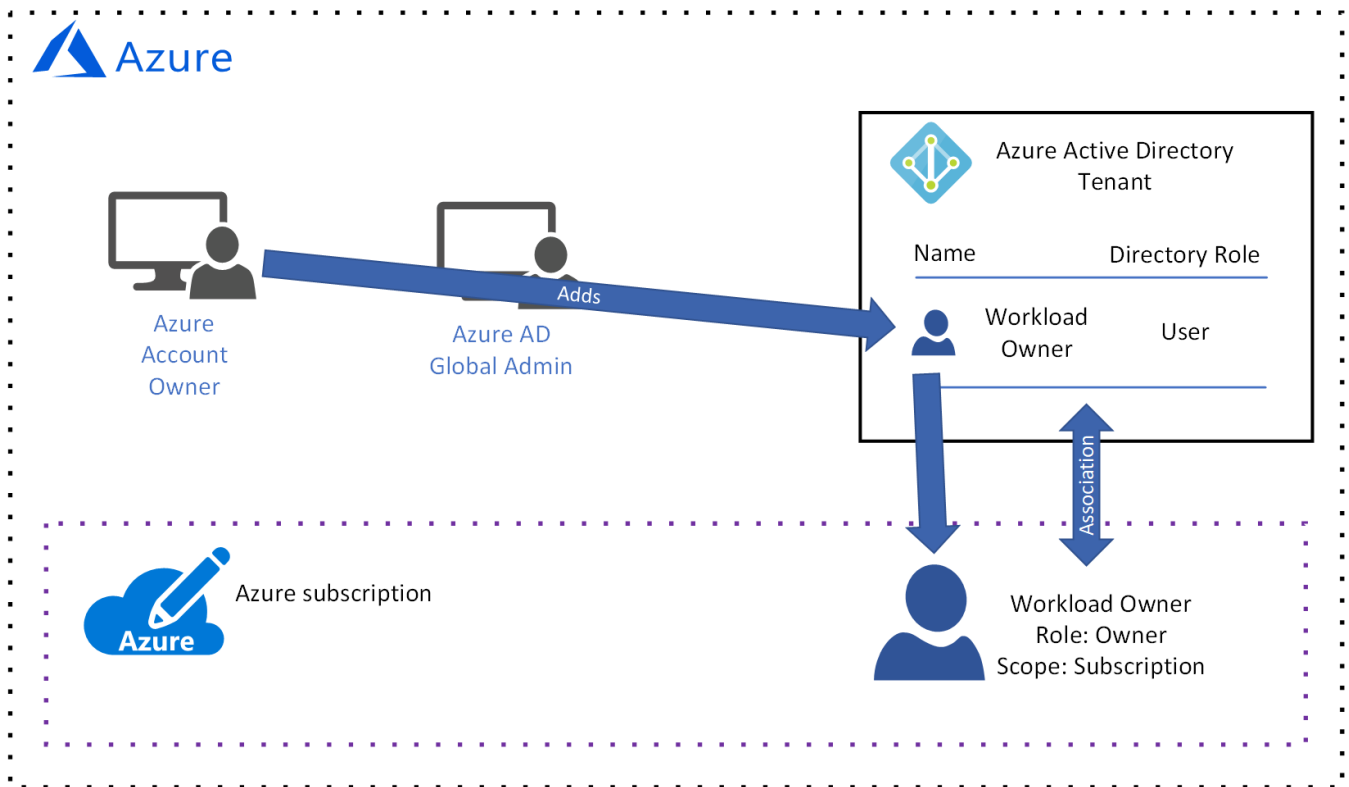 Azure
Azure Active Directory
Tenant
Name
Directory Role
Workload
Owner
User
Adds
Azure
Account
Owner
Azure AD
Global Admin
Association
Azure
Azure subscription
Workload Owner
Role: Owner
Scope: Subscription